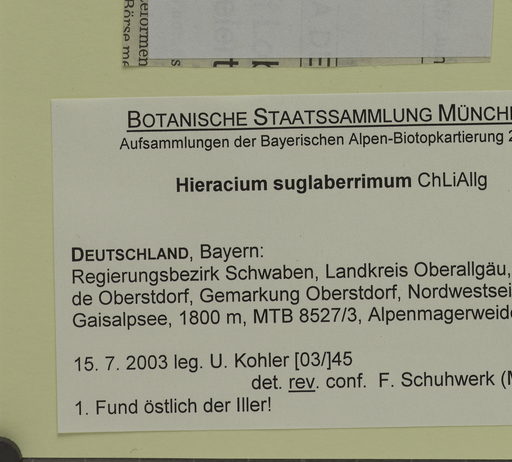 BOTANISCHE STAATSSAMMLUNG MÜNCH
Aufsammlungen der Bayerischen Alpen-Biotopkartierung 2
Hieracium suglaberrimum ChLiAllg
DEUTSCHLAND, Bayern:
Regierungsbezirk Schwaben, Landkreis Oberallgäu,
de Oberstdorf, Gemarkung Oberstdorf, Nordwestsei
Gaisalpsee, 1800 m, MTB 8527/3, Alpenmagerweid
15. 7. 2003 leg. U. Kohler [03/]45
det. rev. conf. F. Schuhwerk (
1. Fund östlich der Iller!